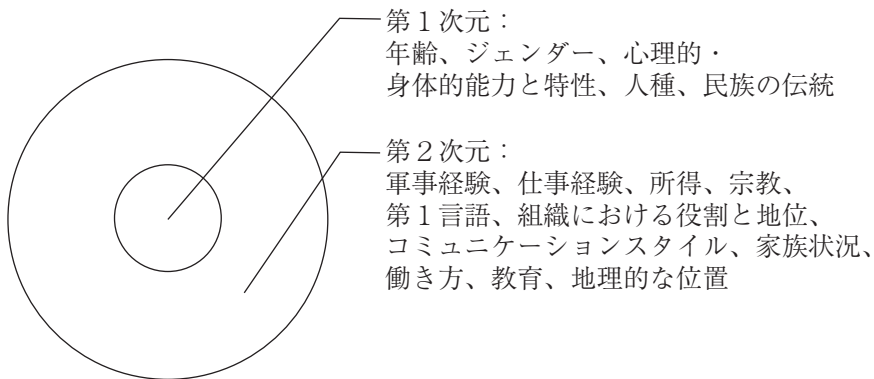 第１次元：
年齢、ジェンダー、心理的・
身体的能力と特性、人種、民族の伝統
第２次元：
軍事経験、仕事経験、所得、宗教、
第１言語、組織における役割と地位、
コミュニケーションスタイル、家族状況、
働き方、教育、地理的な位置